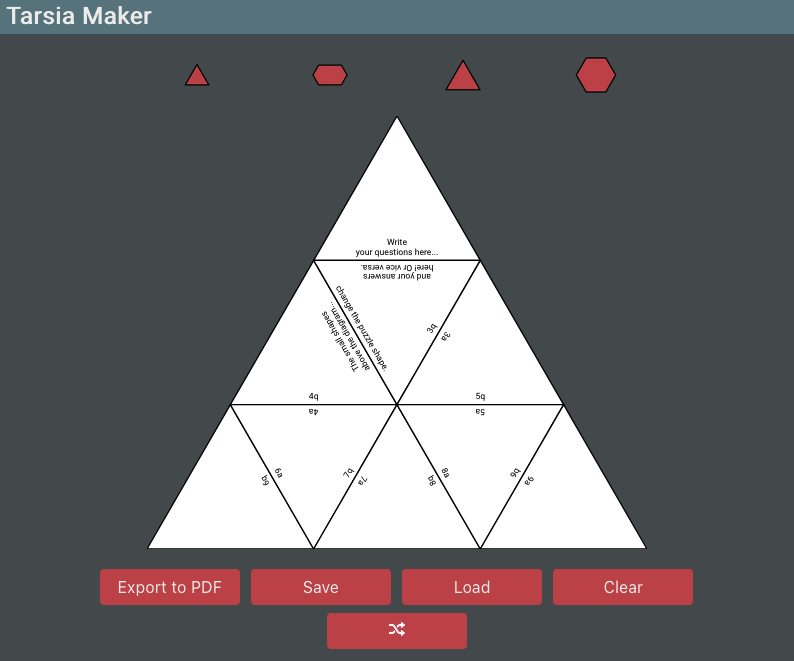 Tarsia Maker
Write
your questions here...
and your answers
here! Or vice versa.
The small shapes
above the diagram...
change the puzzle shape.
3q
3a
4q
4a
5q
5a
6q
6a
7q
7a
8q
8a
9q
9a
Export to PDF
Save
Load
Clear